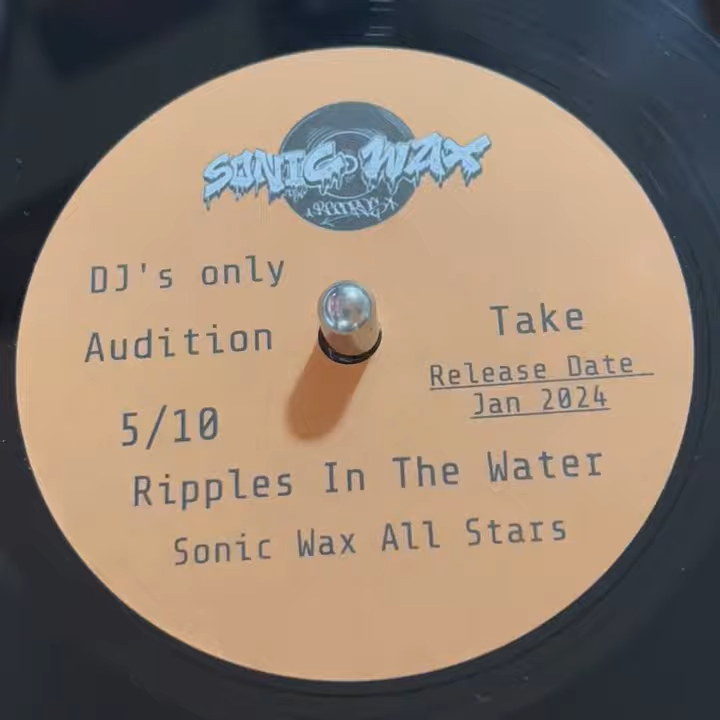 SONIC WAX
RECORDS
DJ's only
Audition
Take
5/10
Release Date
Jan 2024
Ripples In The Water
Sonic Wax All Stars